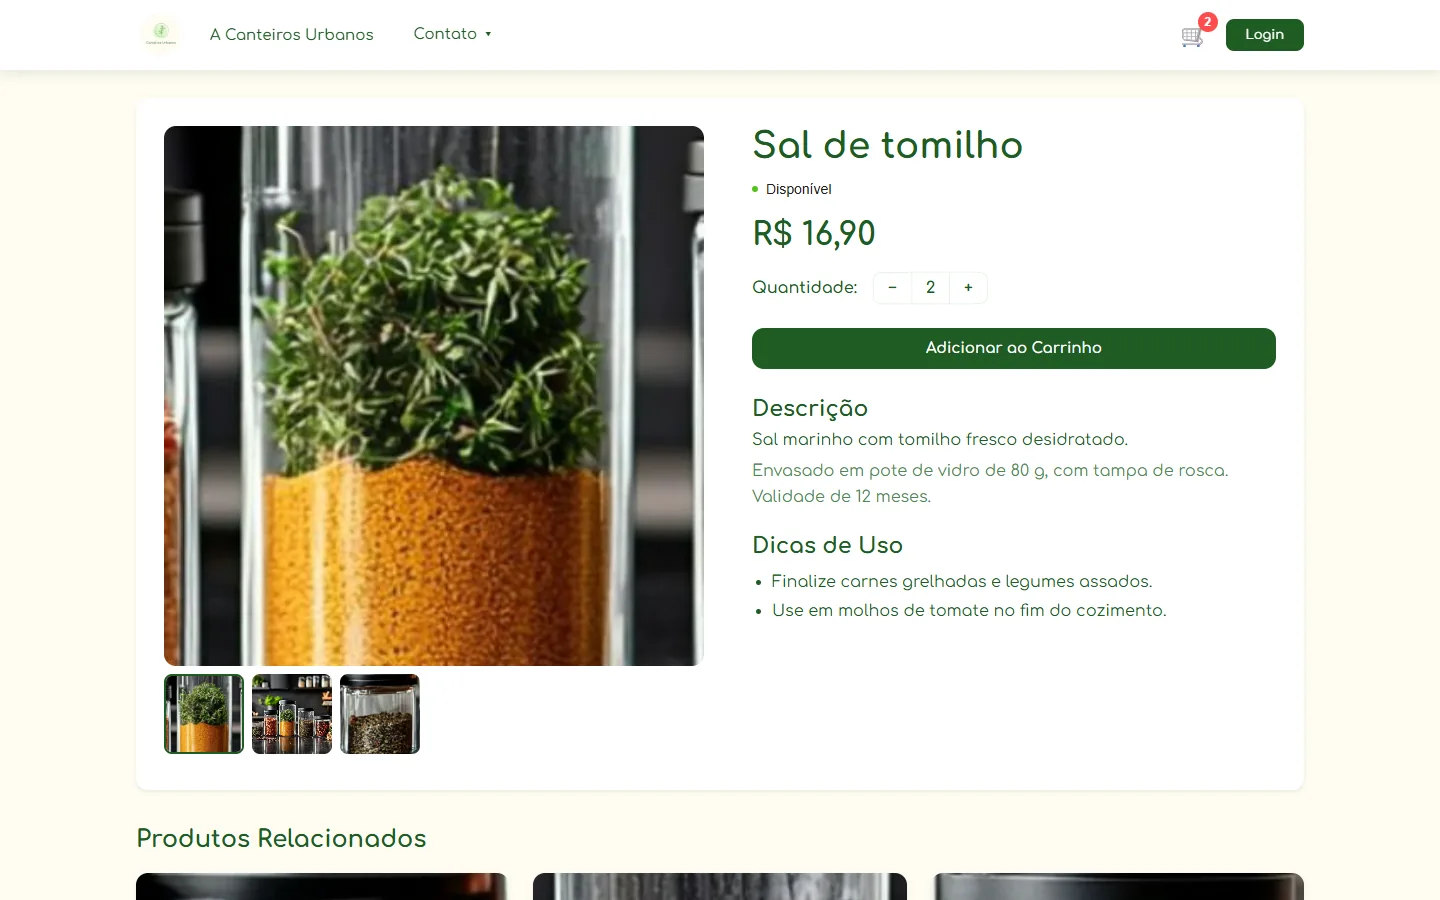 A Canteiros Urbanos
Contato ▾
2
Login
Sal de tomilho
Disponível
R$ 16,90
Quantidade: − 2 +
Adicionar ao Carrinho
Descrição
Sal marinho com tomilho fresco desidratado.
Envasado em pote de vidro de 80 g, com tampa de rosca.
Validade de 12 meses.
Dicas de Uso
• Finalize carnes grelhadas e legumes assados.
• Use em molhos de tomate no fim do cozimento.
Produtos Relacionados